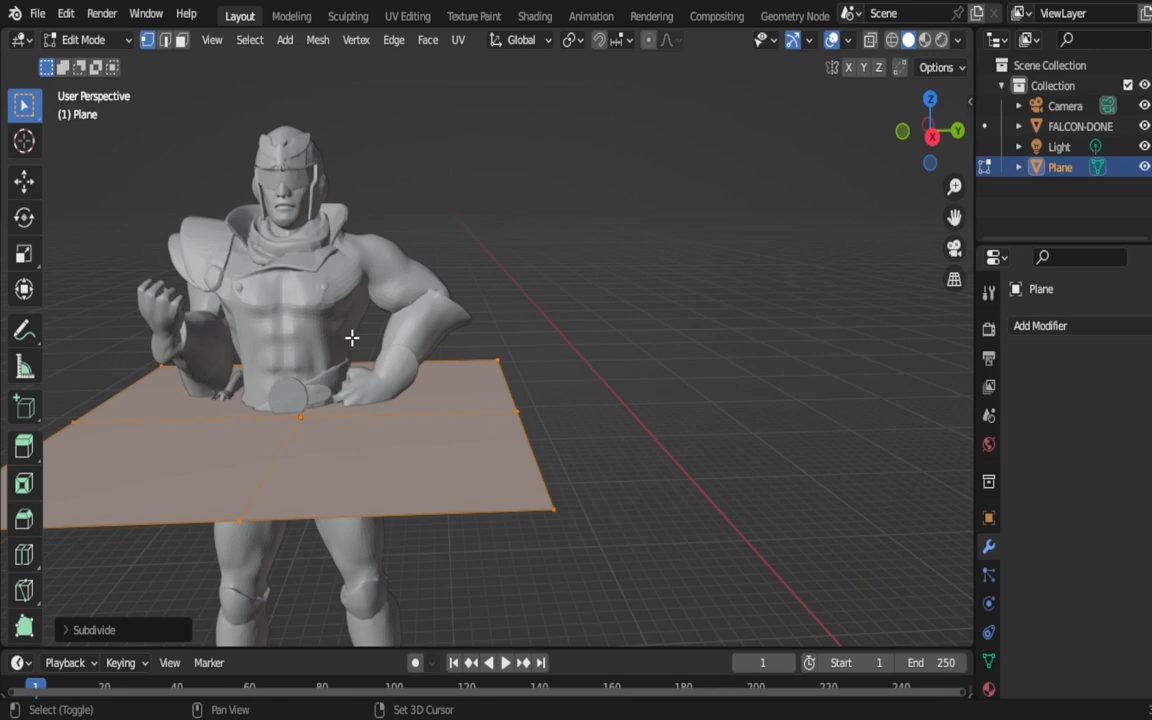 File Edit Render Window Help Layout Modeling Sculpting UV Editing Texture Paint Shading Animation Rendering Compositing Geometry Node Scene ViewLayer
Edit Mode View Select Add Mesh Vertex Edge Face UV Global
X Y Z Options
Scene Collection
Collection
Camera
FALCON-DONE
Light
Plane
User Perspective
(1) Plane
Z
Y
X
Plane
Add Modifier
Subdivide
Playback Keying View Marker 1 Start 1 End 250
1 20 40 60 80 100 120 140 160 180 200 220 240
Select (Toggle) Pan View Set 3D Cursor